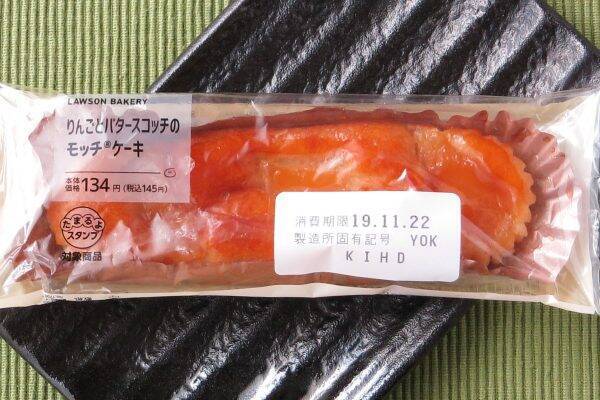 LAWSON BAKERY
りんごとバタースコッチの
モッチ®ケーキ
本体
価格 134 円 (税込145円)
たまるよ
スタンプ
対象商品
消費期限 19.11.22
製造所固有記号 YOK
KIHD